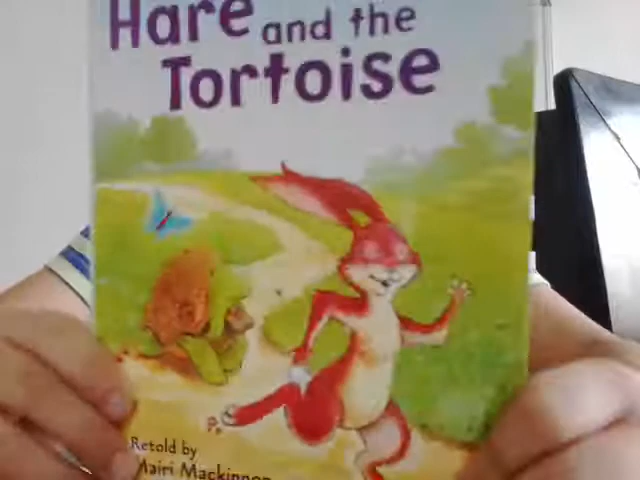 Hare and the
Tortoise
Retold by
Mairi Mackinnon